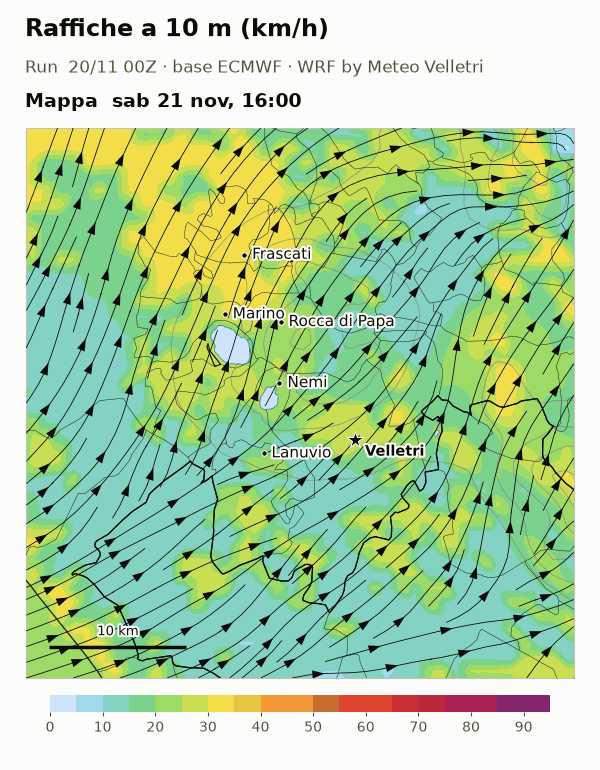 Raffiche a 10 m (km/h)
Run  20/11 00Z · base ECMWF · WRF by Meteo Velletri
Mappa  sab 21 nov, 16:00
Frascati
Marino
Rocca di Papa
Nemi
Velletri
Lanuvio
10 km
0 10 20 30 40 50 60 70 80 90